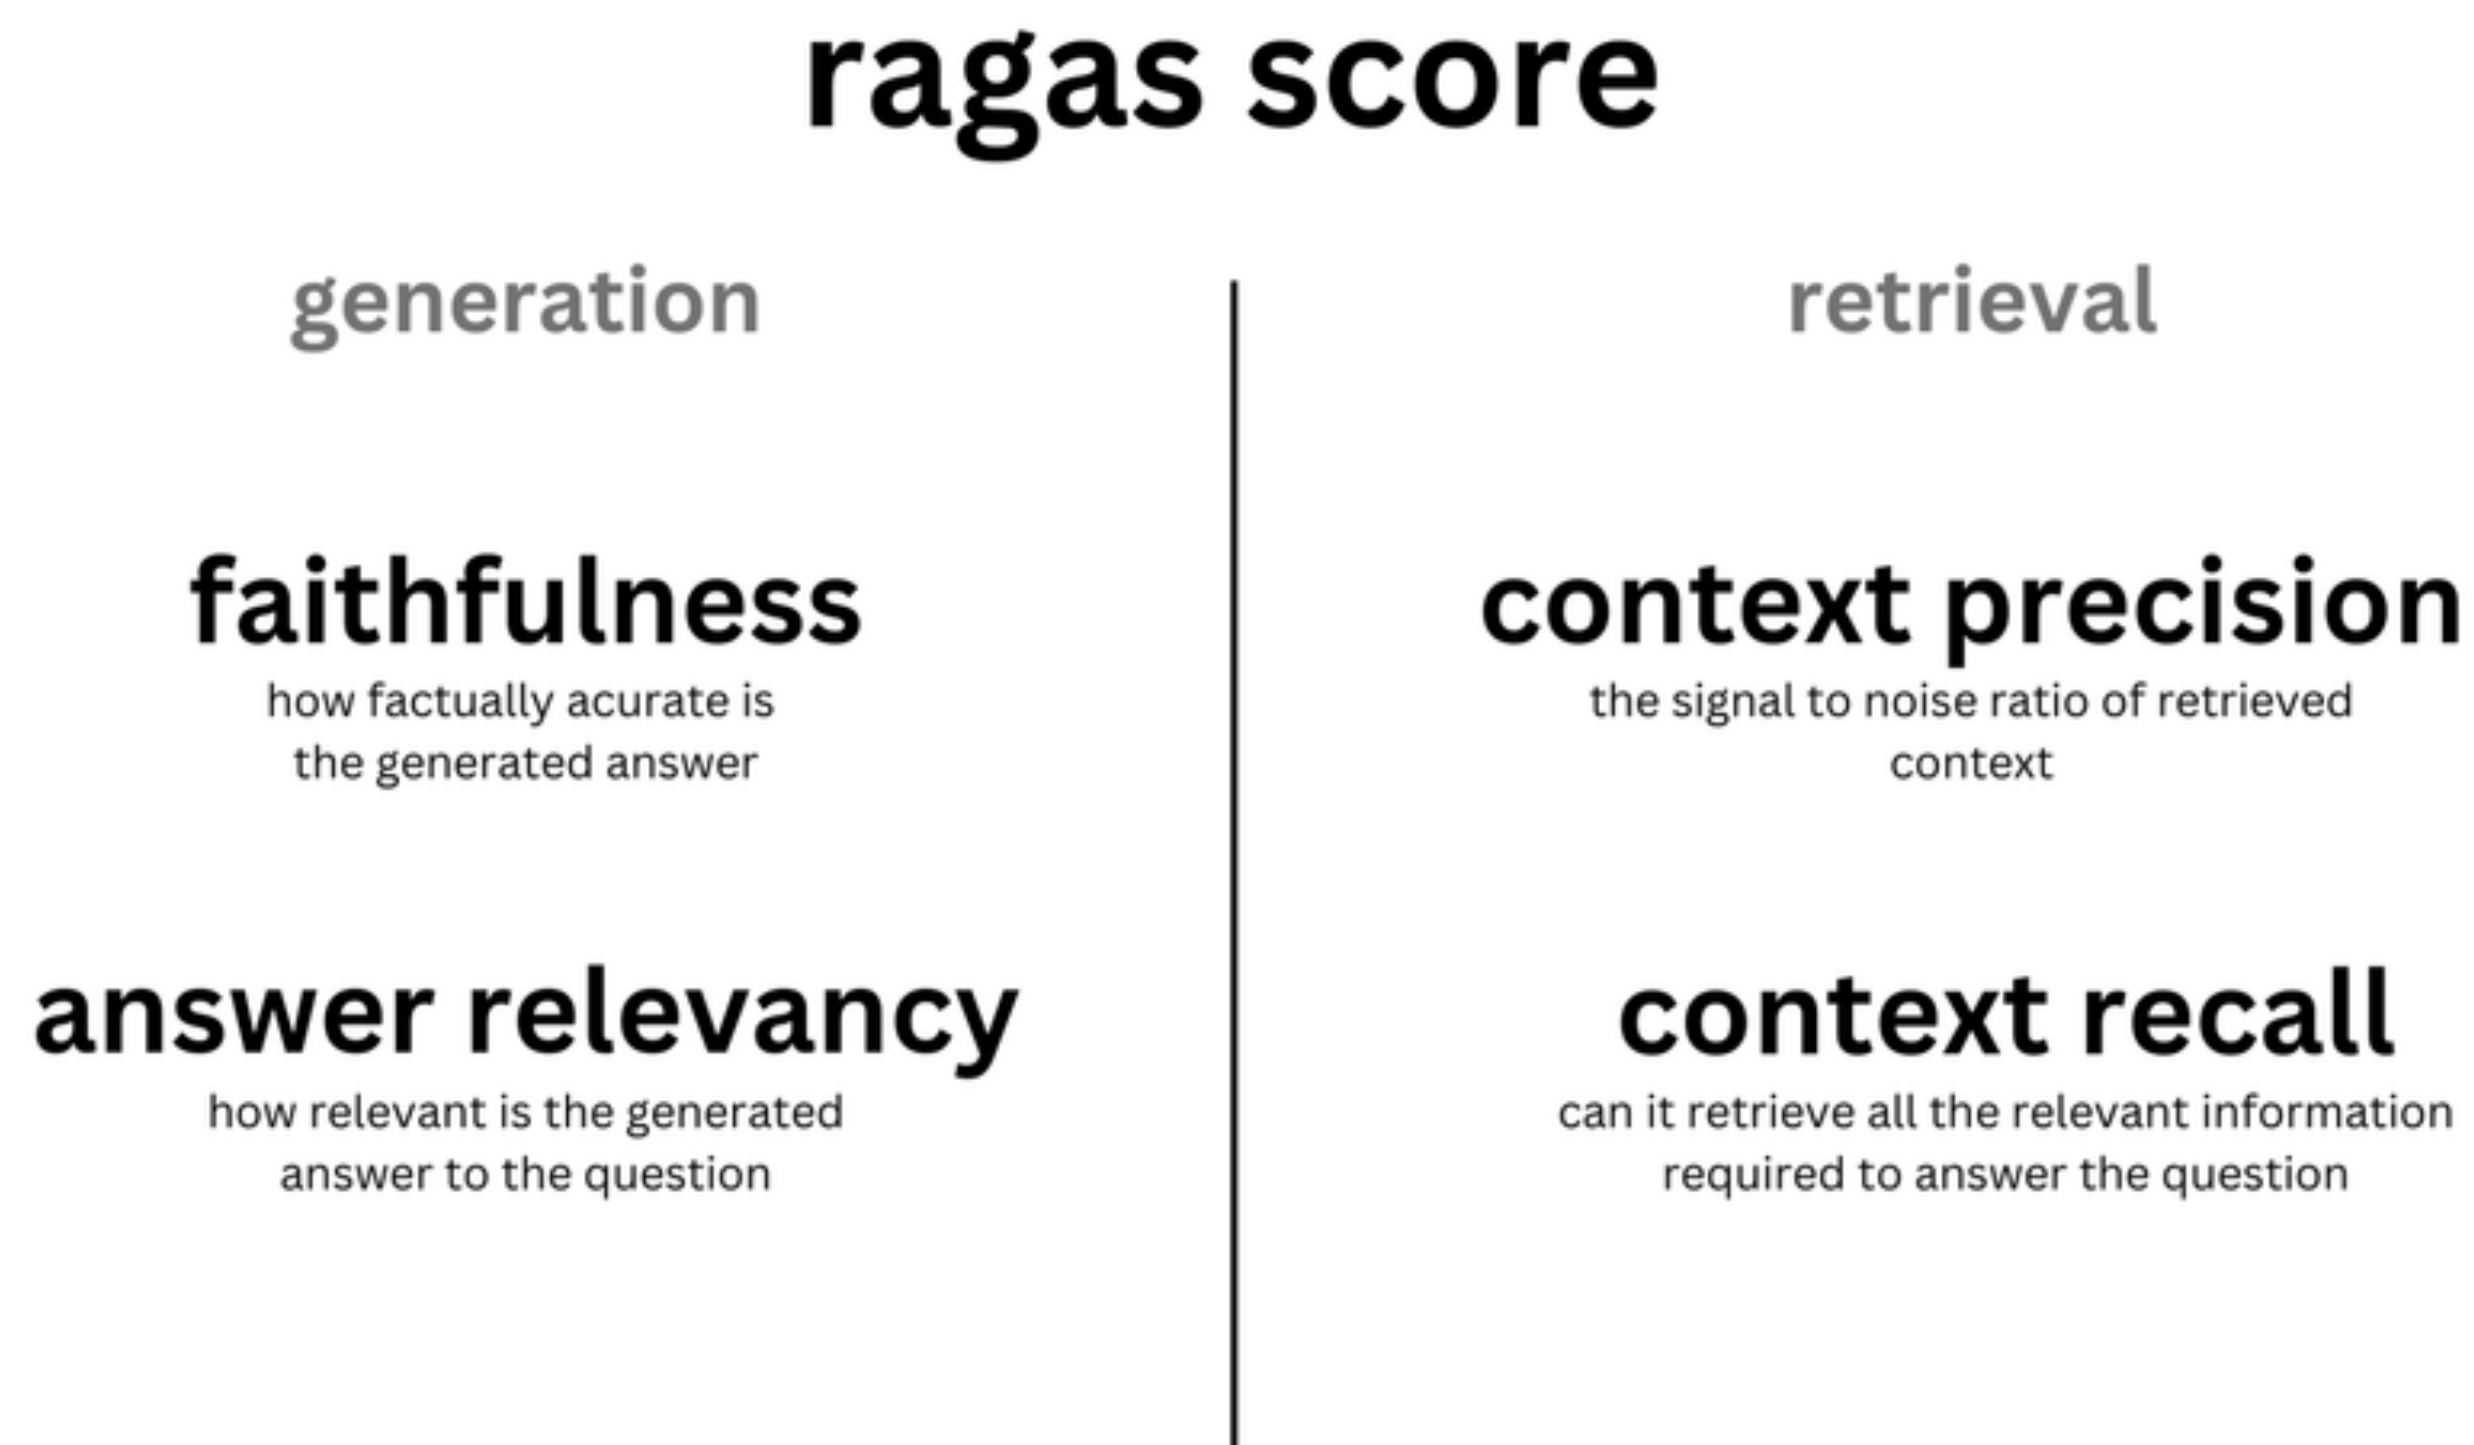 ragas score
generation
faithfulness
how factually acurate is
the generated answer
answer relevancy
how relevant is the generated
answer to the question
retrieval
context precision
the signal to noise ratio of retrieved
context
context recall
can it retrieve all the relevant information
required to answer the question